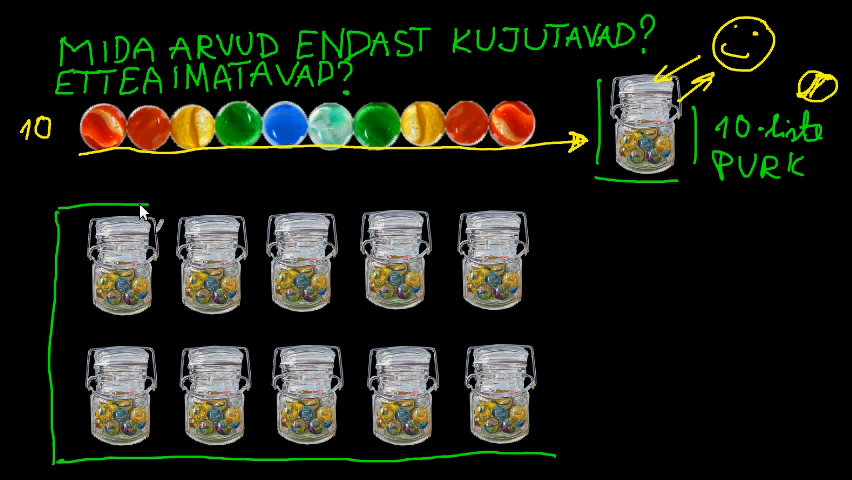 MIDA ARVUD ENDAST KUJUTAVAD?
ETTEAIMATAVAD?
10
10-liste
PURK